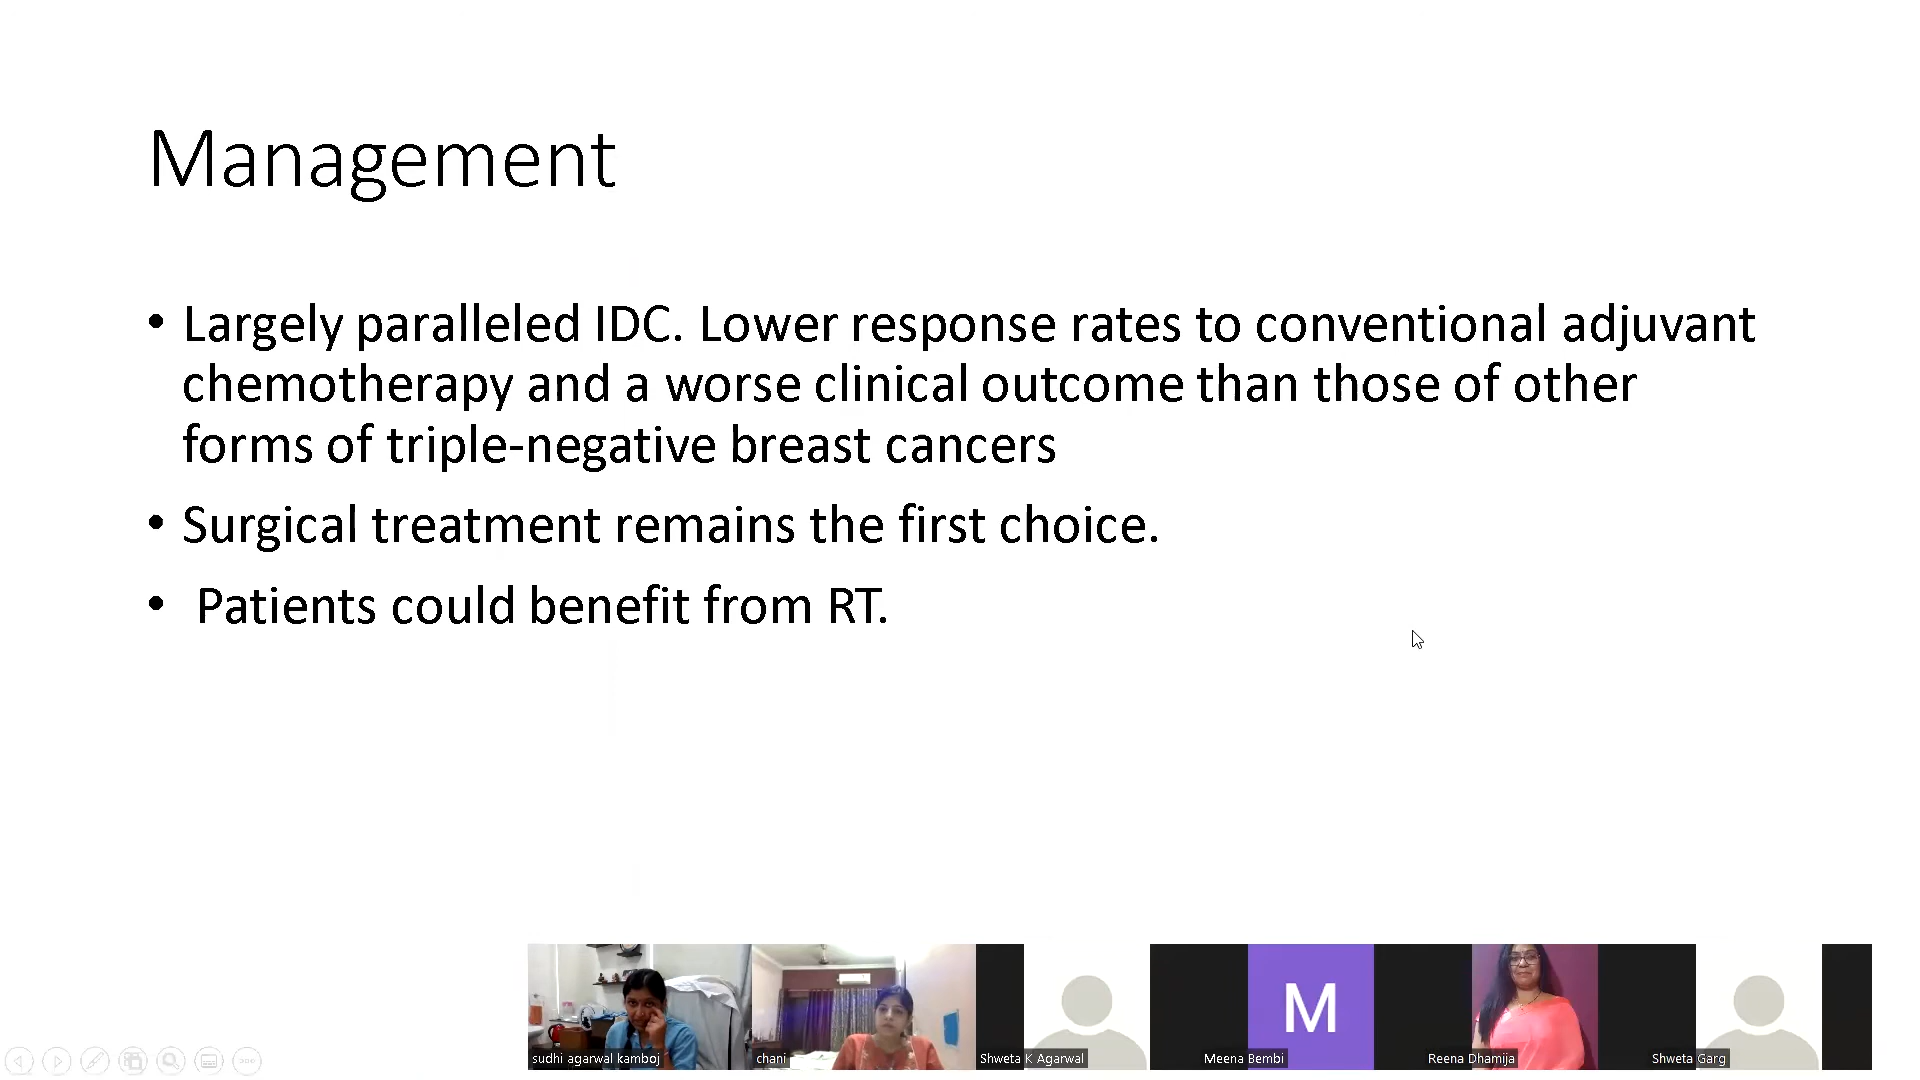 Management
• Largely paralleled IDC. Lower response rates to conventional adjuvant
chemotherapy and a worse clinical outcome than those of other
forms of triple-negative breast cancers
• Surgical treatment remains the first choice.
• Patients could benefit from RT.
M
sudhi agarwal kamboj
chani
Shweta K Agarwal
Meena Bembi
Reena Dhamija
Shweta Garg